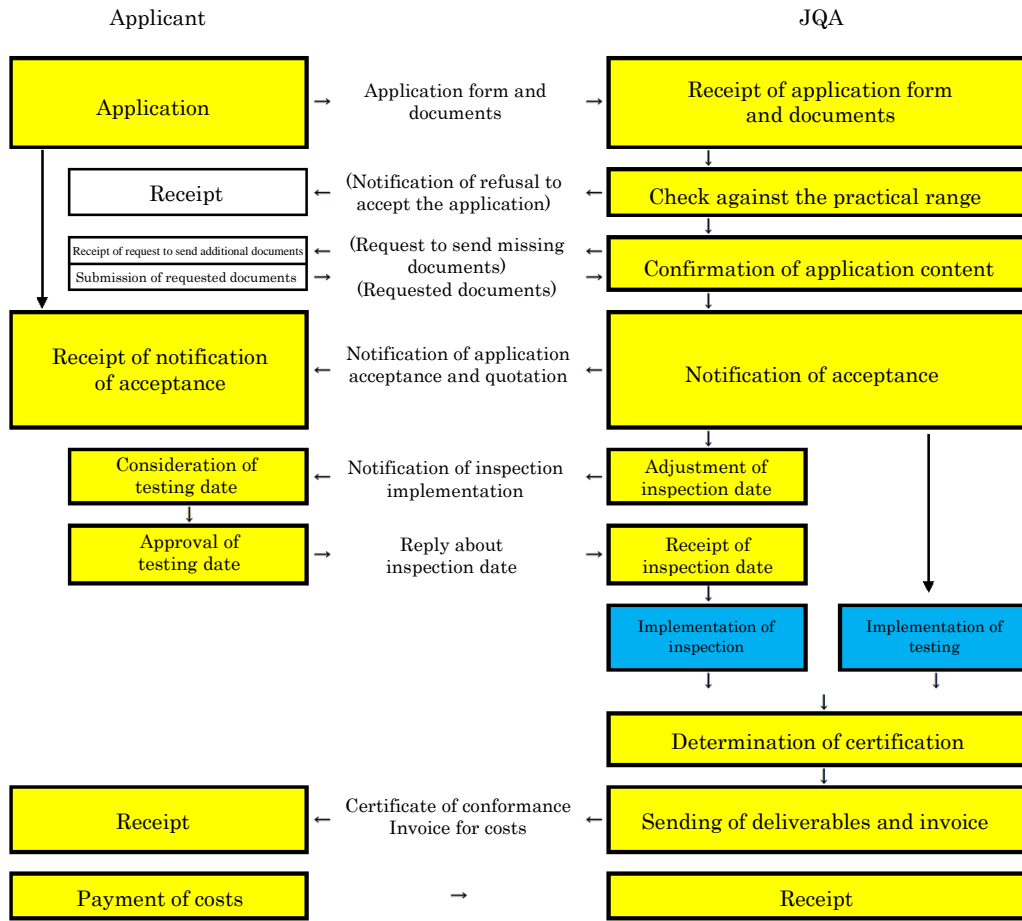 Applicant
JQA
Application
→
Application form and
documents
→
Receipt of application form
and documents
↓
Receipt
←
(Notification of refusal to
accept the application)
←
Check against the practical range
↓
Receipt of request to send additional documents
←
(Request to send missing
documents)
←
Submission of requested documents
→
(Requested documents)
→
Confirmation of application content
↓
Receipt of notification
of acceptance
←
Notification of application
acceptance and quotation
←
Notification of acceptance
↓
Consideration of
testing date
←
Notification of inspection
implementation
←
Adjustment of
inspection date
↓
Approval of
testing date
→
Reply about
inspection date
→
Receipt of
inspection date
↓
Implementation of
inspection
Implementation of
testing
↓
↓
↓
Determination of certification
↓
Receipt
←
Certificate of conformance
Invoice for costs
←
Sending of deliverables and invoice
Payment of costs
→
Receipt